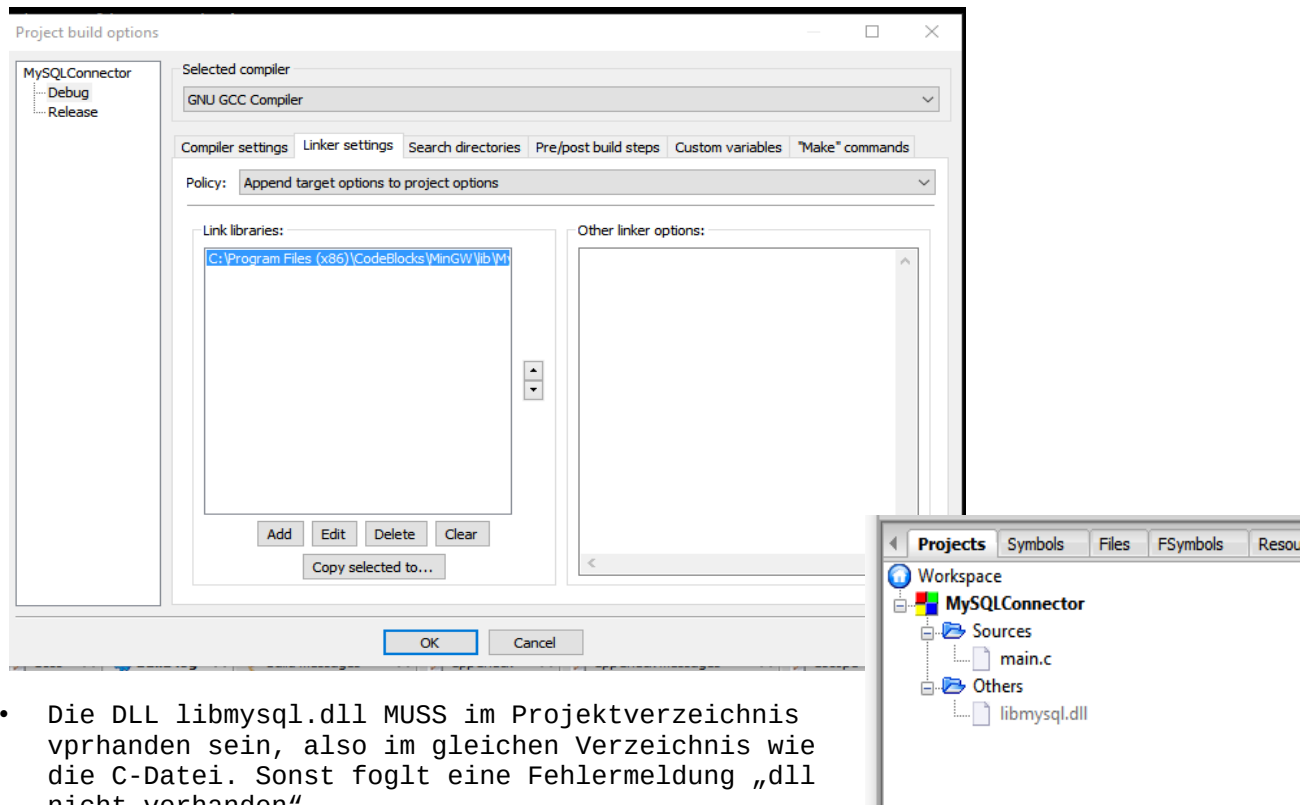 Project build options
MySQLConnector
Debug
Release
Selected compiler
GNU GCC Compiler
Compiler settings Linker settings Search directories Pre/post build steps Custom variables "Make" commands
Policy: Append target options to project options
Link libraries:
C:\Program Files (x86)\CodeBlocks\MinGW\lib\My
Other linker options:
Add Edit Delete Clear
Copy selected to...
OK Cancel
Projects Symbols Files FSymbols Resou
Workspace
MySQLConnector
Sources
main.c
Others
libmysql.dll
• Die DLL libmysql.dll MUSS im Projektverzeichnis
vprhanden sein, also im gleichen Verzeichnis wie
die C-Datei. Sonst foglt eine Fehlermeldung „dll
nicht vorhanden"